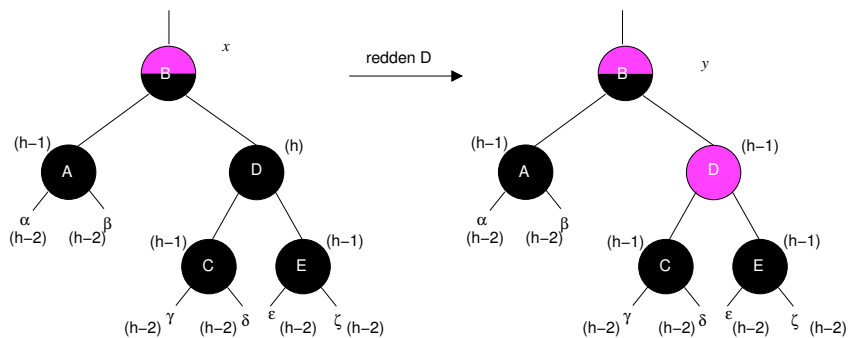 x redden D y
B B
(h−1) (h) (h−1) (h−1)
A D A D
α β α β
(h−2) (h−2) (h−2) (h−2)
(h−1) (h−1) (h−1) (h−1)
C E C E
γ δ ε ζ γ δ ε ζ
(h−2) (h−2) (h−2) (h−2) (h−2) (h−2) (h−2) (h−2)